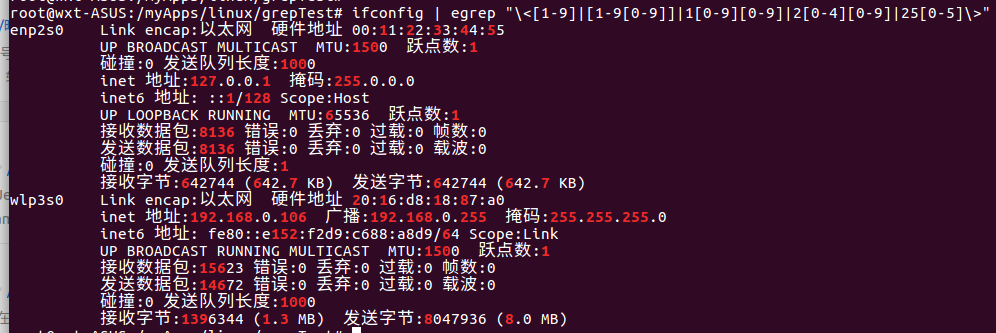 root@wxt-ASUS:/myApps/linux/grepTest# ifconfig | egrep "\<[1-9]|[1-9[0-9]]|1[0-9][0-9]|2[0-4][0-9]|25[0-5]\>"
enp2s0    Link encap:以太网  硬件地址 00:11:22:33:44:55
          UP BROADCAST MULTICAST  MTU:1500  跃点数:1
          碰撞:0 发送队列长度:1000
          inet 地址:127.0.0.1  掩码:255.0.0.0
          inet6 地址: ::1/128 Scope:Host
          UP LOOPBACK RUNNING  MTU:65536  跃点数:1
          接收数据包:8136 错误:0 丢弃:0 过载:0 帧数:0
          发送数据包:8136 错误:0 丢弃:0 过载:0 载波:0
          碰撞:0 发送队列长度:1
          接收字节:642744 (642.7 KB)  发送字节:642744 (642.7 KB)
wlp3s0    Link encap:以太网  硬件地址 20:16:d8:18:87:a0
          inet 地址:192.168.0.106  广播:192.168.0.255  掩码:255.255.255.0
          inet6 地址: fe80::e152:f2d9:c688:a8d9/64 Scope:Link
          UP BROADCAST RUNNING MULTICAST  MTU:1500  跃点数:1
          接收数据包:15623 错误:0 丢弃:0 过载:0 帧数:0
          发送数据包:14672 错误:0 丢弃:0 过载:0 载波:0
          碰撞:0 发送队列长度:1000
          接收字节:1396344 (1.3 MB)  发送字节:8047936 (8.0 MB)